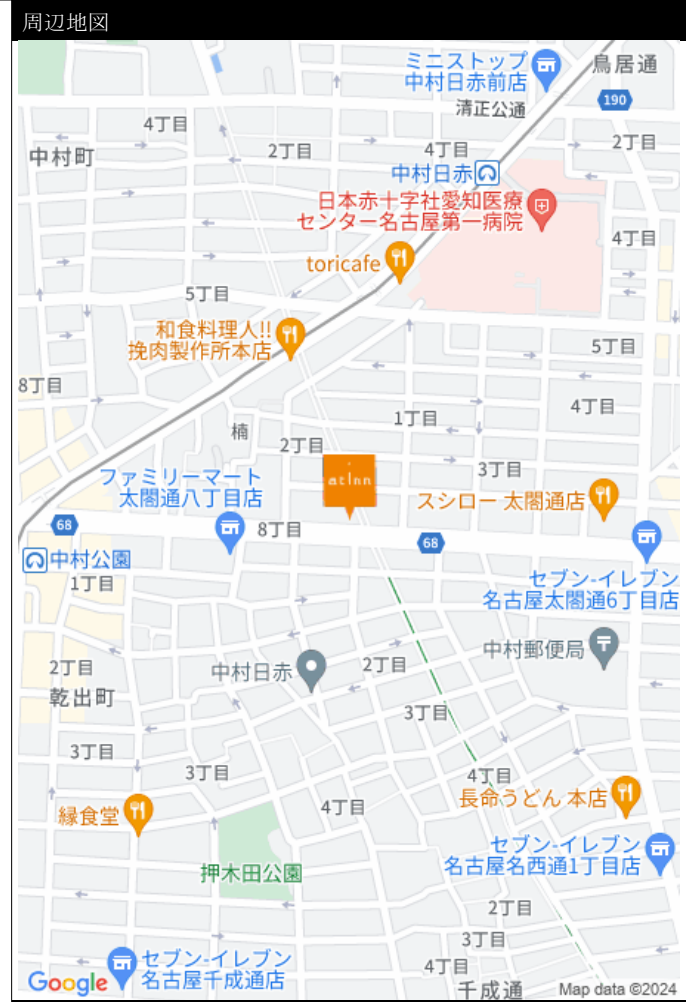 周辺地図
ミニストップ
中村日赤前店
鳥居通
190
清正公通
4丁目
中村町
2丁目
4丁目
2丁目
中村日赤
日本赤十字社愛知医療
センター名古屋第一病院
4丁目
toricafe
5丁目
和食料理人!!
挽肉製作所本店
5丁目
8丁目
4丁目
1丁目
楠
2丁目
3丁目
atinn
ファミリーマート
太閤通八丁目店
スシロー 太閤通店
68
8丁目
68
中村公園
1丁目
セブン-イレブン
名古屋太閤通6丁目店
中村郵便局
2丁目
中村日赤
2丁目
乾出町
3丁目
3丁目
3丁目
4丁目
長命うどん 本店
4丁目
縁食堂
セブン-イレブン
名古屋名西通1丁目店
押木田公園
2丁目
3丁目
セブン-イレブン
名古屋千成通店
4丁目
千成通
Google
Map data ©2024